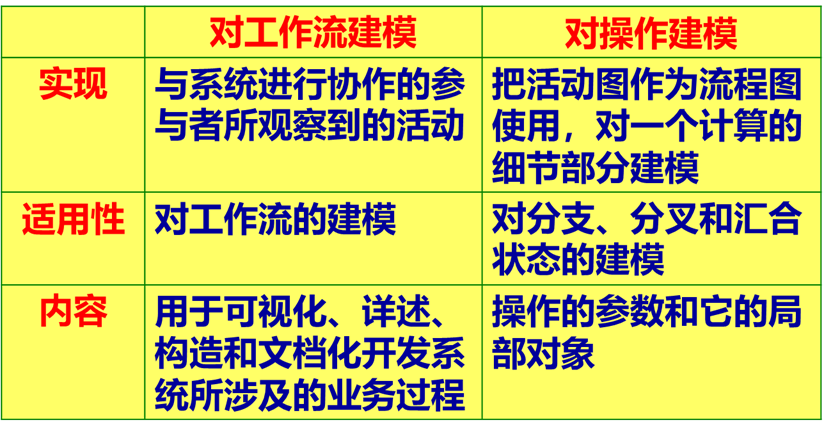 对工作流建模
对操作建模
实现
与系统进行协作的参
与者所观察到的活动
把活动图作为流程图
使用，对一个计算的
细节部分建模
适用性
对工作流的建模
对分支、分叉和汇合
状态的建模
内容
用于可视化、详述、
构造和文档化开发系
统所涉及的业务过程
操作的参数和它的局
部对象